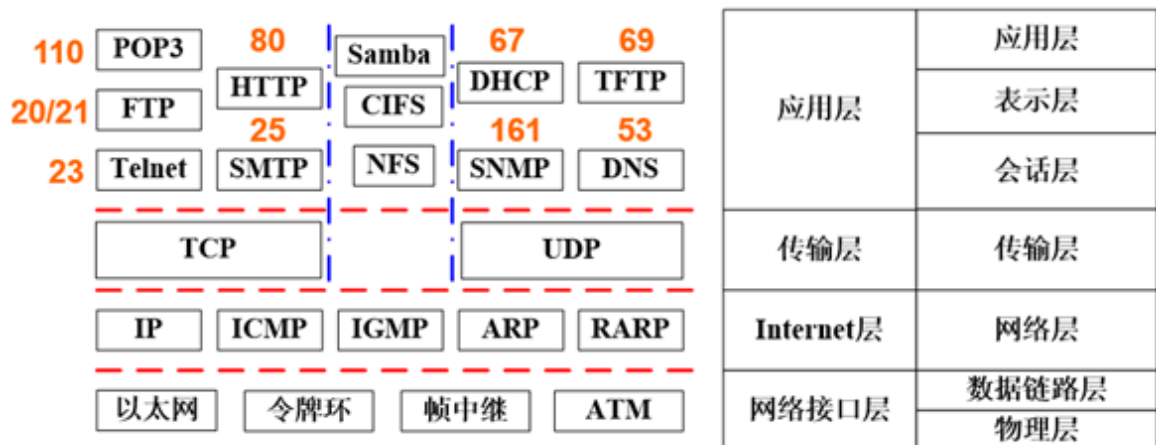 110 POP3 80 Samba 67 69
HTTP DHCP TFTP
20/21 FTP CIFS
25 161 53
23 Telnet SMTP NFS SNMP DNS
TCP UDP
IP ICMP IGMP ARP RARP
以太网 令牌环 帧中继 ATM
应用层 应用层
表示层
会话层
传输层 传输层
Internet层 网络层
网络接口层 数据链路层
物理层